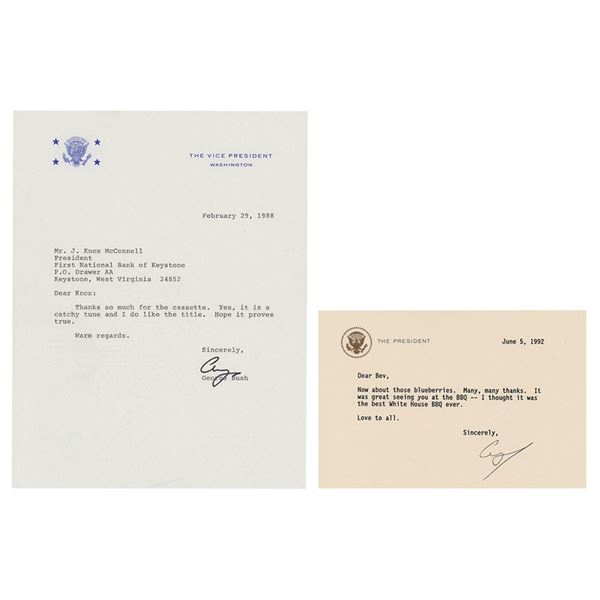 THE VICE PRESIDENT
WASHINGTON
February 29, 1988
Mr. J. Knox McConnell
President
First National Bank of Keystone
P.O. Drawer AA
Keystone, West Virginia 24852
Dear Knox:
Thanks so much for the cassette. Yes, it is a
catchy tune and I do like the title. Hope it proves
true.
Warm regards.
Sincerely,
George Bush
THE PRESIDENT
June 5, 1992
Dear Bev,
Now about those blueberries. Many, many thanks. It
was great seeing you at the BBQ -- I thought it was
the best White House BBQ ever.
Love to all.
Sincerely,